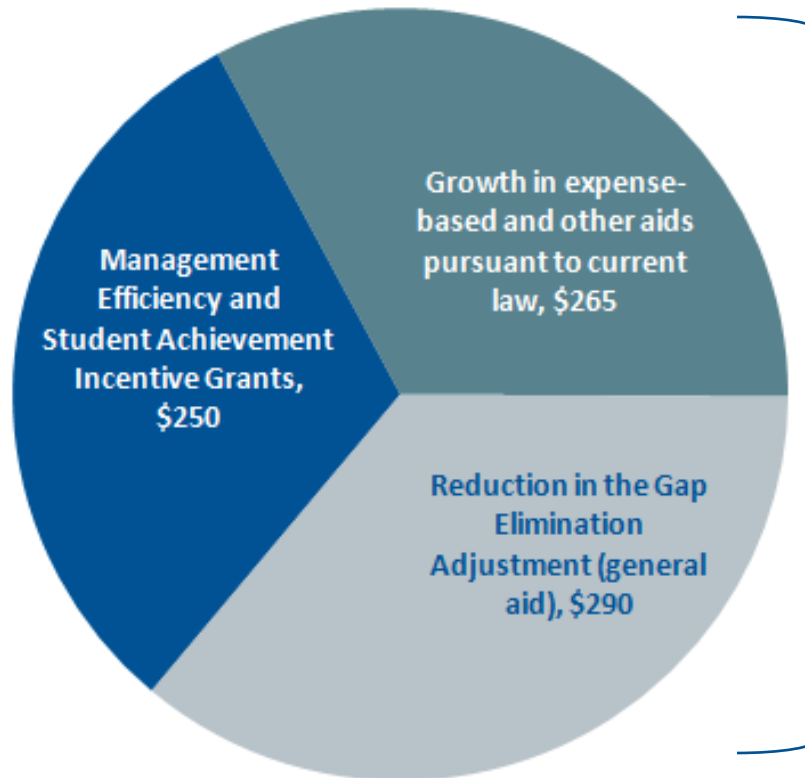 Growth in expense-
based and other aids
pursuant to current
law, $265
Management
Efficiency and
Student Achievement
Incentive Grants,
$250
Reduction in the Gap
Elimination
Adjustment (general
aid), $290